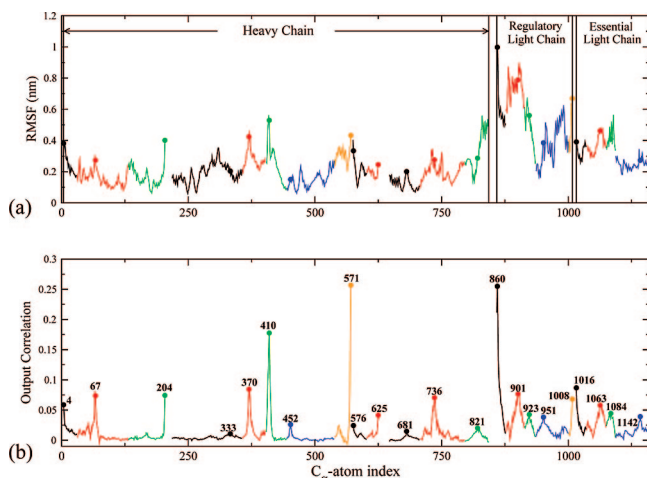 Heavy Chain
Regulatory
Light Chain
Essential
Light Chain
1.2
1
0.8
0.6
0.4
0.2
0
RMSF (nm)
0 250 500 750 1000
(a)
0.3
0.25
0.2
0.15
0.1
0.05
0
Output Correlation
4 67 204 333 370 410 452 571 576 625 681 736 821 860 901 923 951 1008 1016 1063 1084 1142
0 250 500 750 1000
(b)
Cα-atom index